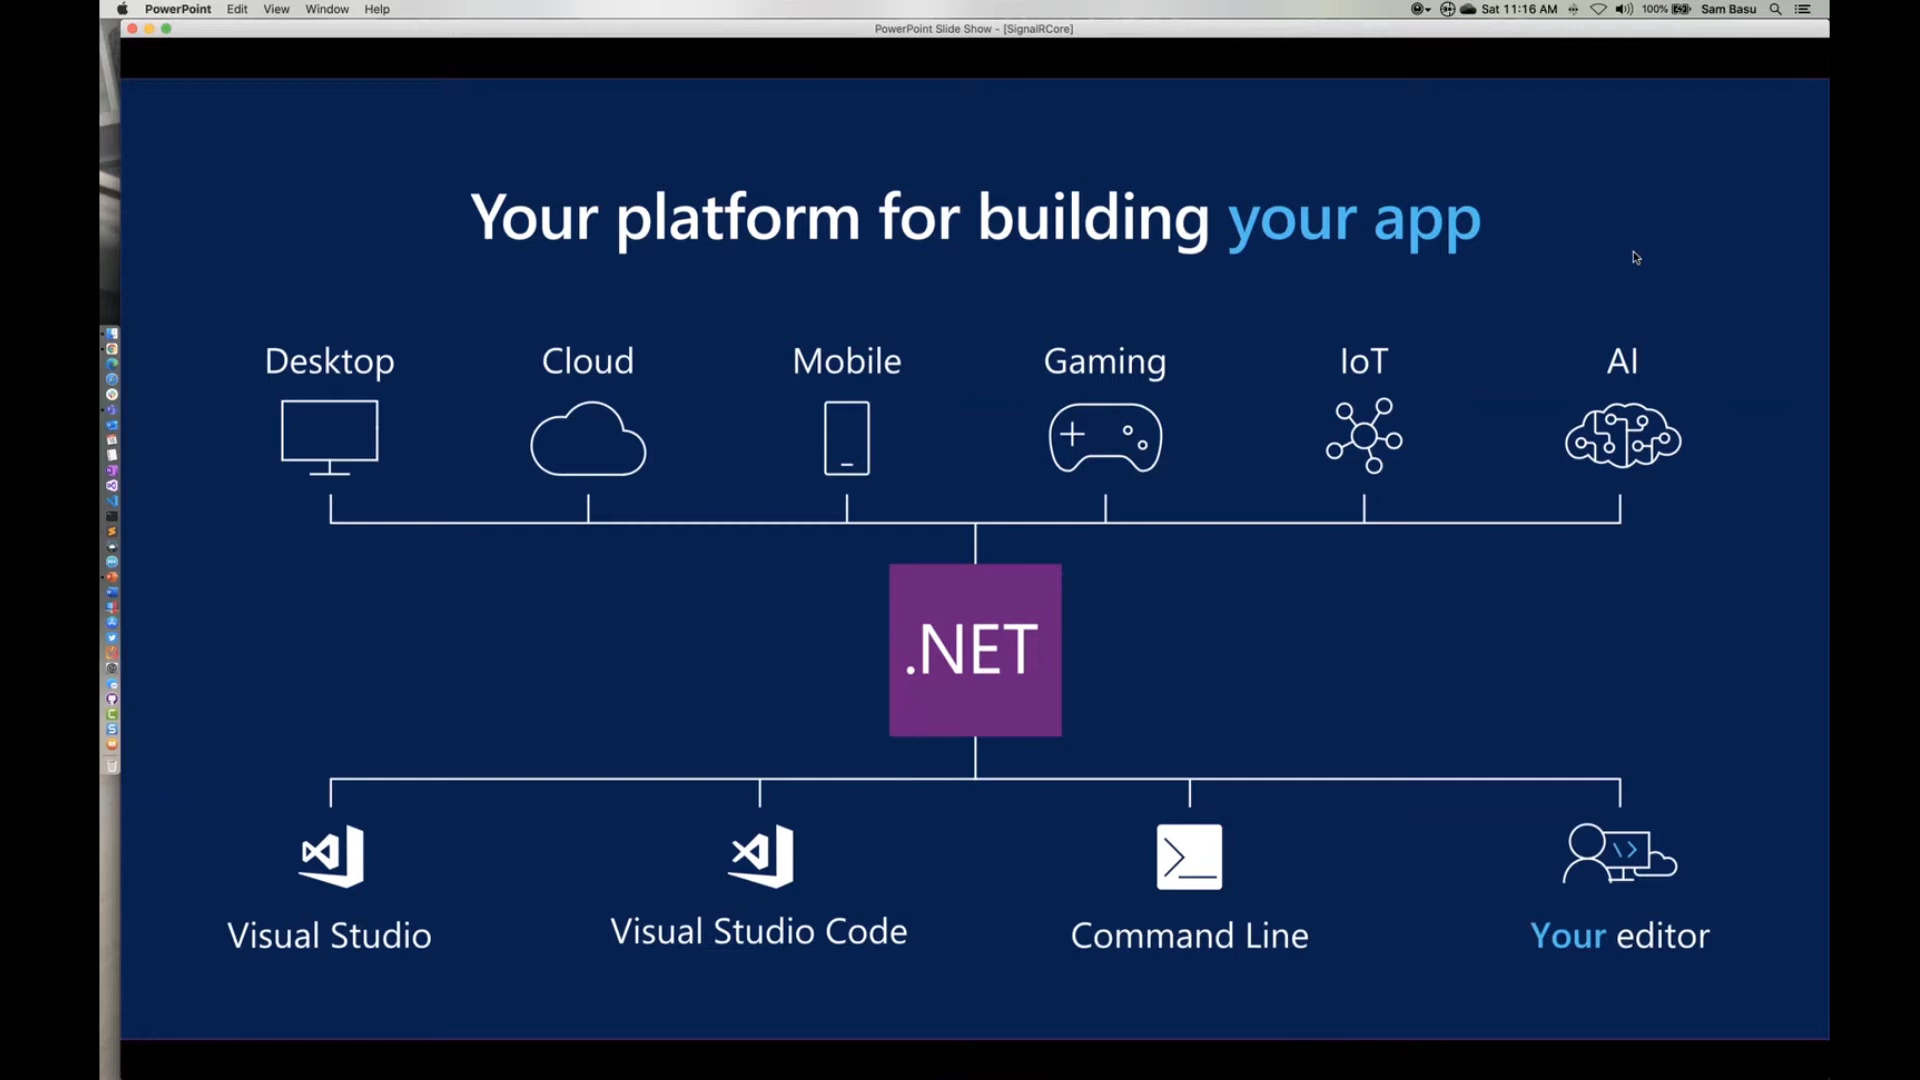 PowerPoint Edit View Window Help
Sat 11:16 AM 100% Sam Basu
PowerPoint Slide Show - [SignalRCore]
Your platform for building your app
Desktop Cloud Mobile Gaming IoT AI
.NET
Visual Studio Visual Studio Code Command Line Your editor